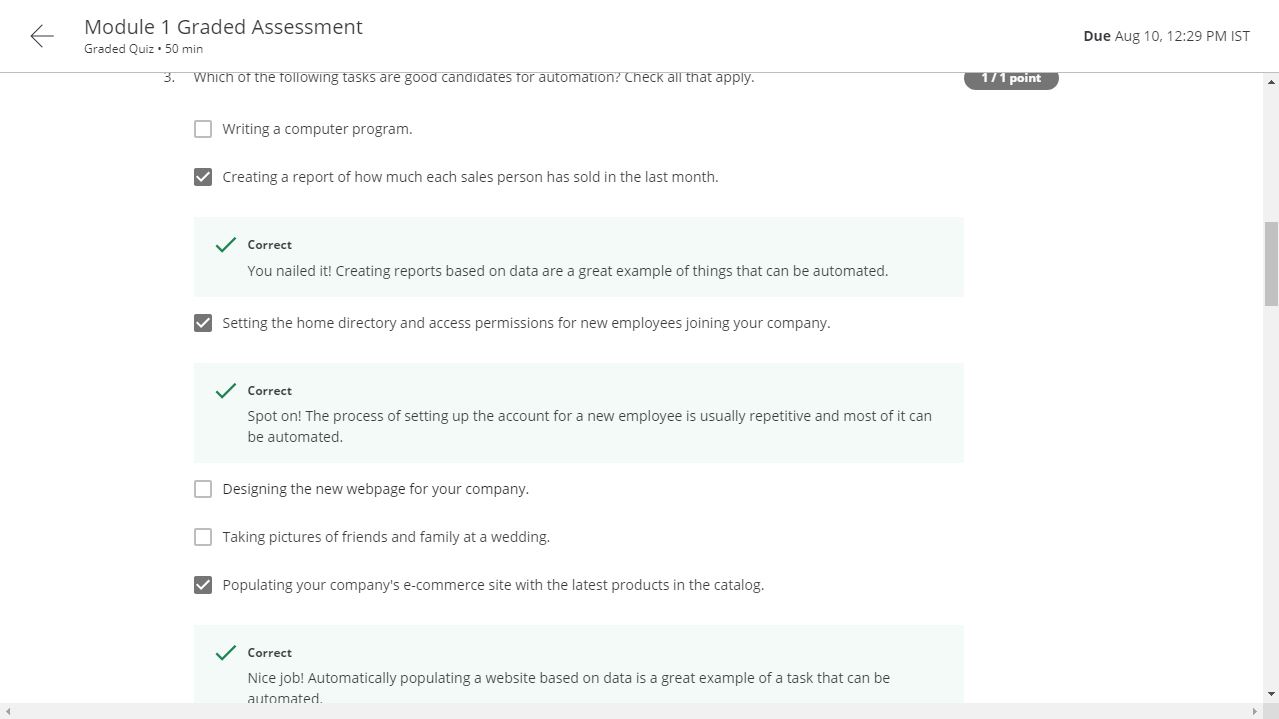 Module 1 Graded Assessment
Graded Quiz • 50 min
Due Aug 10, 12:29 PM IST
3. Which of the following tasks are good candidates for automation? Check all that apply.
1 / 1 point
Writing a computer program.
Creating a report of how much each sales person has sold in the last month.
Correct
You nailed it! Creating reports based on data are a great example of things that can be automated.
Setting the home directory and access permissions for new employees joining your company.
Correct
Spot on! The process of setting up the account for a new employee is usually repetitive and most of it can
be automated.
Designing the new webpage for your company.
Taking pictures of friends and family at a wedding.
Populating your company's e-commerce site with the latest products in the catalog.
Correct
Nice job! Automatically populating a website based on data is a great example of a task that can be
automated.